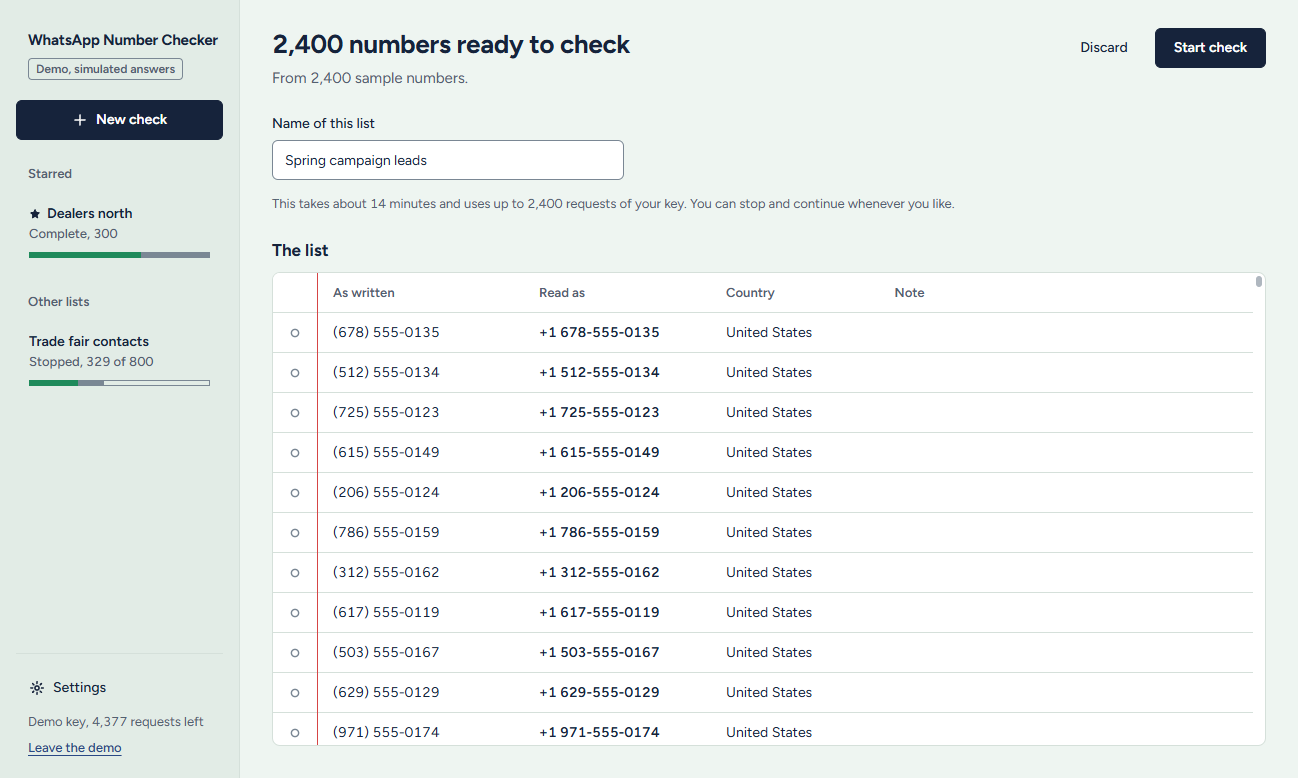 WhatsApp Number Checker
Demo, simulated answers
New check
Starred
Dealers north
Complete, 300
Other lists
Trade fair contacts
Stopped, 329 of 800
Settings
Demo key, 4,377 requests left
Leave the demo
2,400 numbers ready to check
From 2,400 sample numbers.
Discard
Start check
Name of this list
Spring campaign leads
This takes about 14 minutes and uses up to 2,400 requests of your key. You can stop and continue whenever you like.
The list
As written Read as Country Note
(678) 555-0135 +1 678-555-0135 United States
(512) 555-0134 +1 512-555-0134 United States
(725) 555-0123 +1 725-555-0123 United States
(615) 555-0149 +1 615-555-0149 United States
(206) 555-0124 +1 206-555-0124 United States
(786) 555-0159 +1 786-555-0159 United States
(312) 555-0162 +1 312-555-0162 United States
(617) 555-0119 +1 617-555-0119 United States
(503) 555-0167 +1 503-555-0167 United States
(629) 555-0129 +1 629-555-0129 United States
(971) 555-0174 +1 971-555-0174 United States